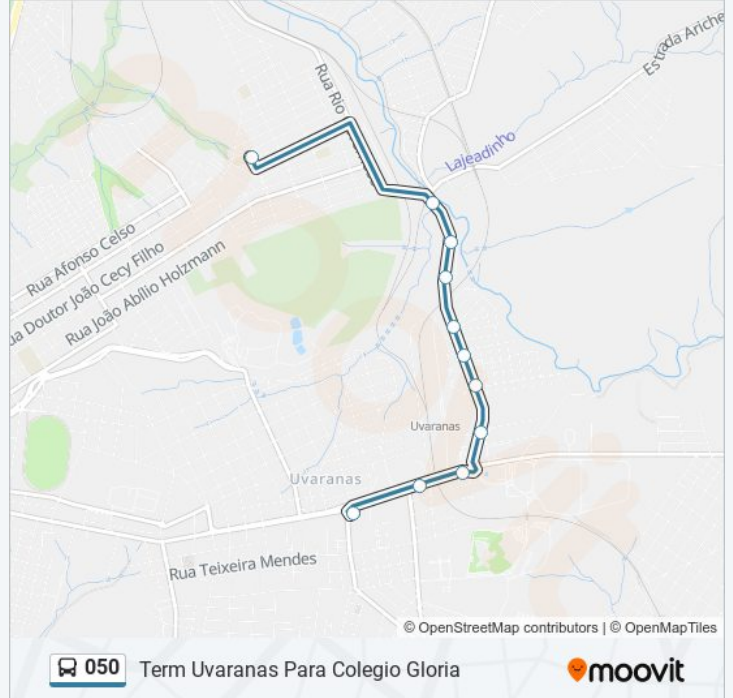 Estrada Ariche
Rua Rio
Lajeadinho
Rua Afonso Celso
ua Doutor João Cecy Filho
Rua João Abílio Holzmann
Uvaranas
Uvaranas
Rua Teixeira Mendes
© OpenStreetMap contributors | © OpenMapTiles
050 Term Uvaranas Para Colegio Gloria
moovit